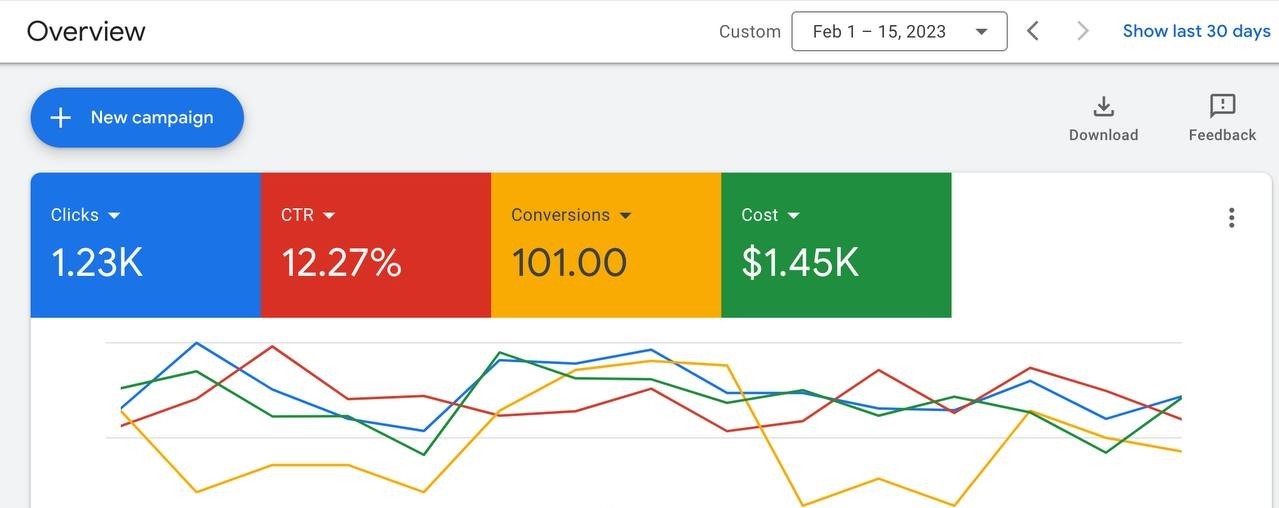 Overview
Custom Feb 1 – 15, 2023 Show last 30 days
New campaign
Download Feedback
Clicks CTR Conversions Cost
1.23K 12.27% 101.00 $1.45K